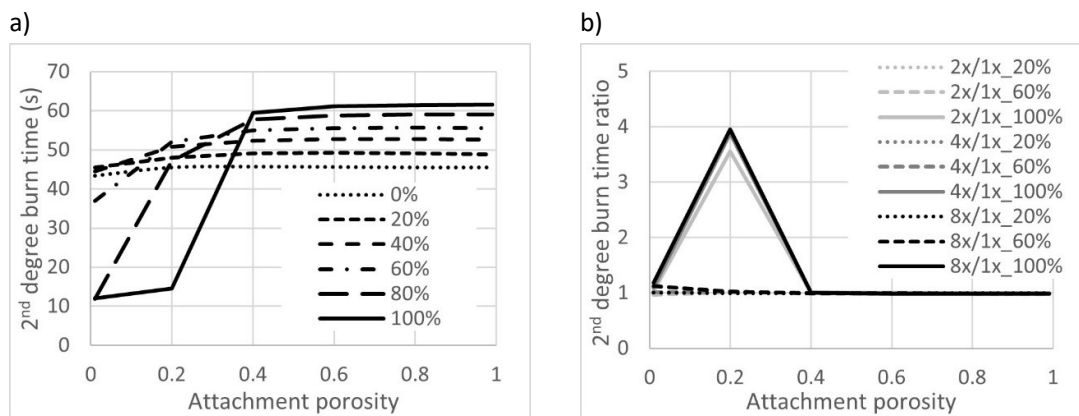 a)
2nd degree burn time (s)
70
60
50
40
30
20
10
0
0%
20%
40%
60%
80%
100%
0 0.2 0.4 0.6 0.8 1
Attachment porosity
b)
2nd degree burn time ratio
5
4
3
2
1
0
2x/1x_20%
2x/1x_60%
2x/1x_100%
4x/1x_20%
4x/1x_60%
4x/1x_100%
8x/1x_20%
8x/1x_60%
8x/1x_100%
0 0.2 0.4 0.6 0.8 1
Attachment porosity